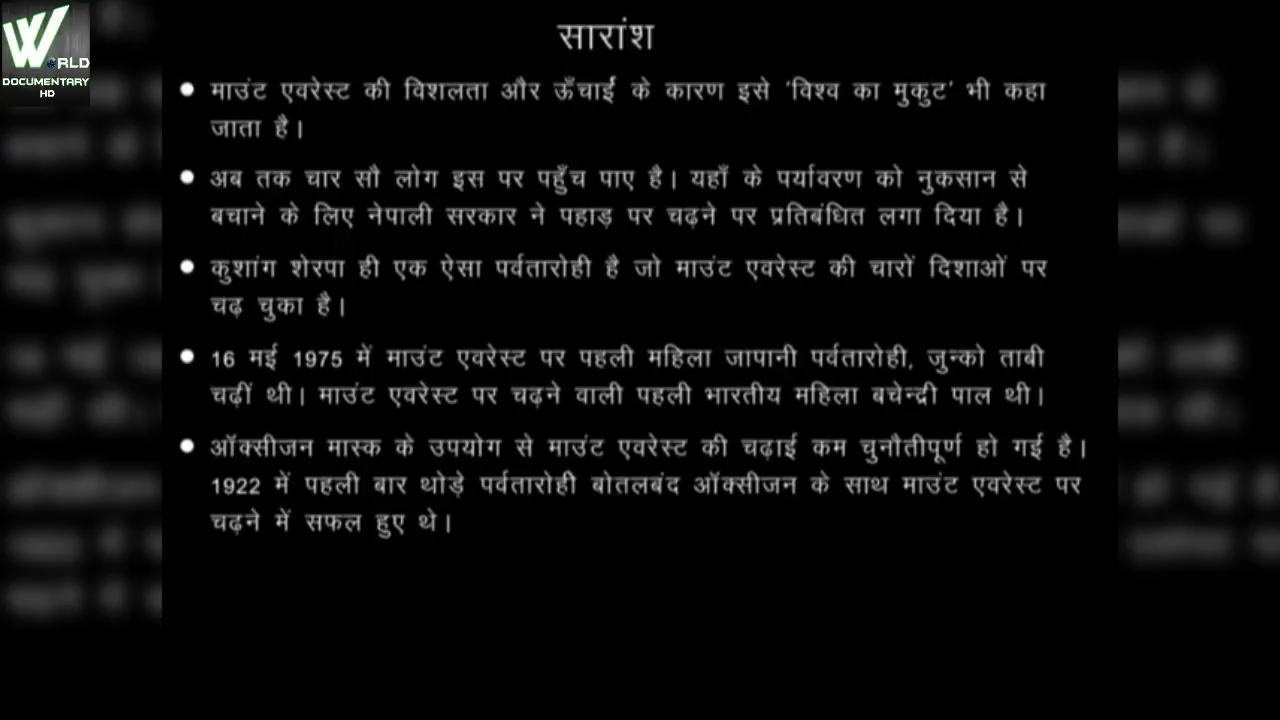 WORLD
DOCUMENTARY
HD
सारांश
● माउंट एवरेस्ट की विशलता और ऊँचाई के कारण इसे ‘विश्व का मुकुट’ भी कहा
जाता है।
● अब तक चार सौ लोग इस पर पहुँच पाए है। यहाँ के पर्यावरण को नुकसान से
बचाने के लिए नेपाली सरकार ने पहाड़ पर चढ़ने पर प्रतिबंधित लगा दिया है।
● कुशांग शेरपा ही एक ऐसा पर्वतारोही है जो माउंट एवरेस्ट की चारों दिशाओं पर
चढ़ चुका है।
● 16 मई 1975 में माउंट एवरेस्ट पर पहली महिला जापानी पर्वतारोही, जुन्को ताबी
चढ़ीं थी। माउंट एवरेस्ट पर चढ़ने वाली पहली भारतीय महिला बचेन्द्री पाल थी।
● ऑक्सीजन मास्क के उपयोग से माउंट एवरेस्ट की चढ़ाई कम चुनौतीपूर्ण हो गई है।
1922 में पहली बार थोड़े पर्वतारोही बोतलबंद ऑक्सीजन के साथ माउंट एवरेस्ट पर
चढ़ने में सफल हुए थे।